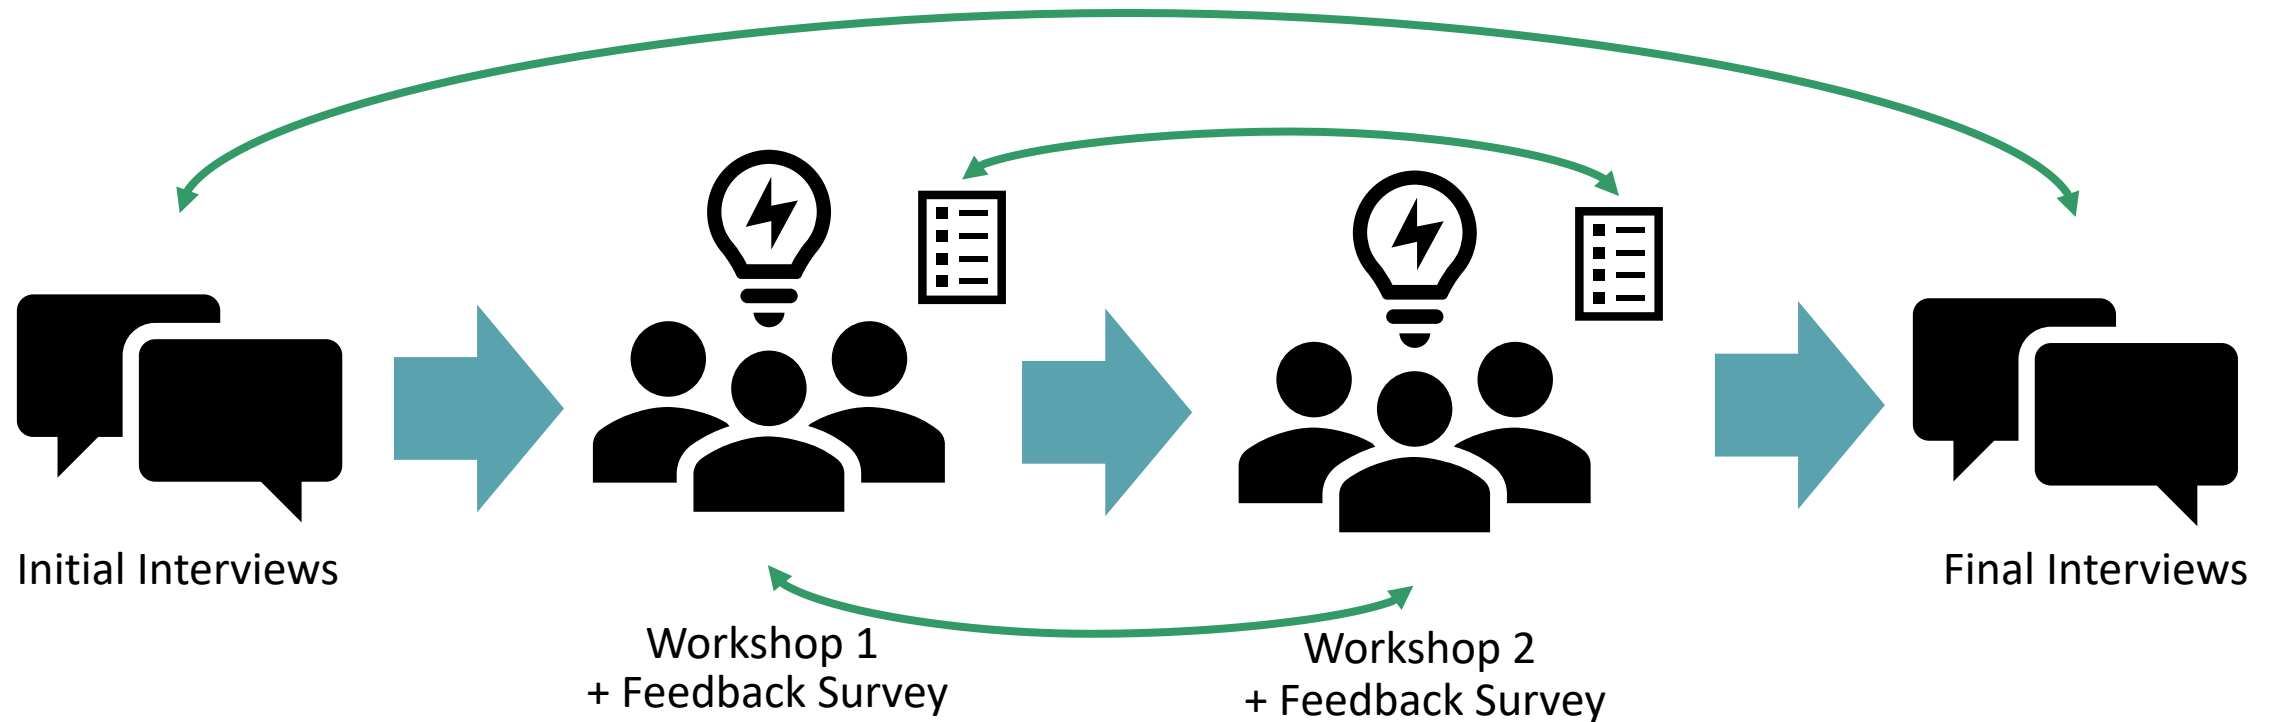 Initial Interviews
Workshop 1
+ Feedback Survey
Workshop 2
+ Feedback Survey
Final Interviews